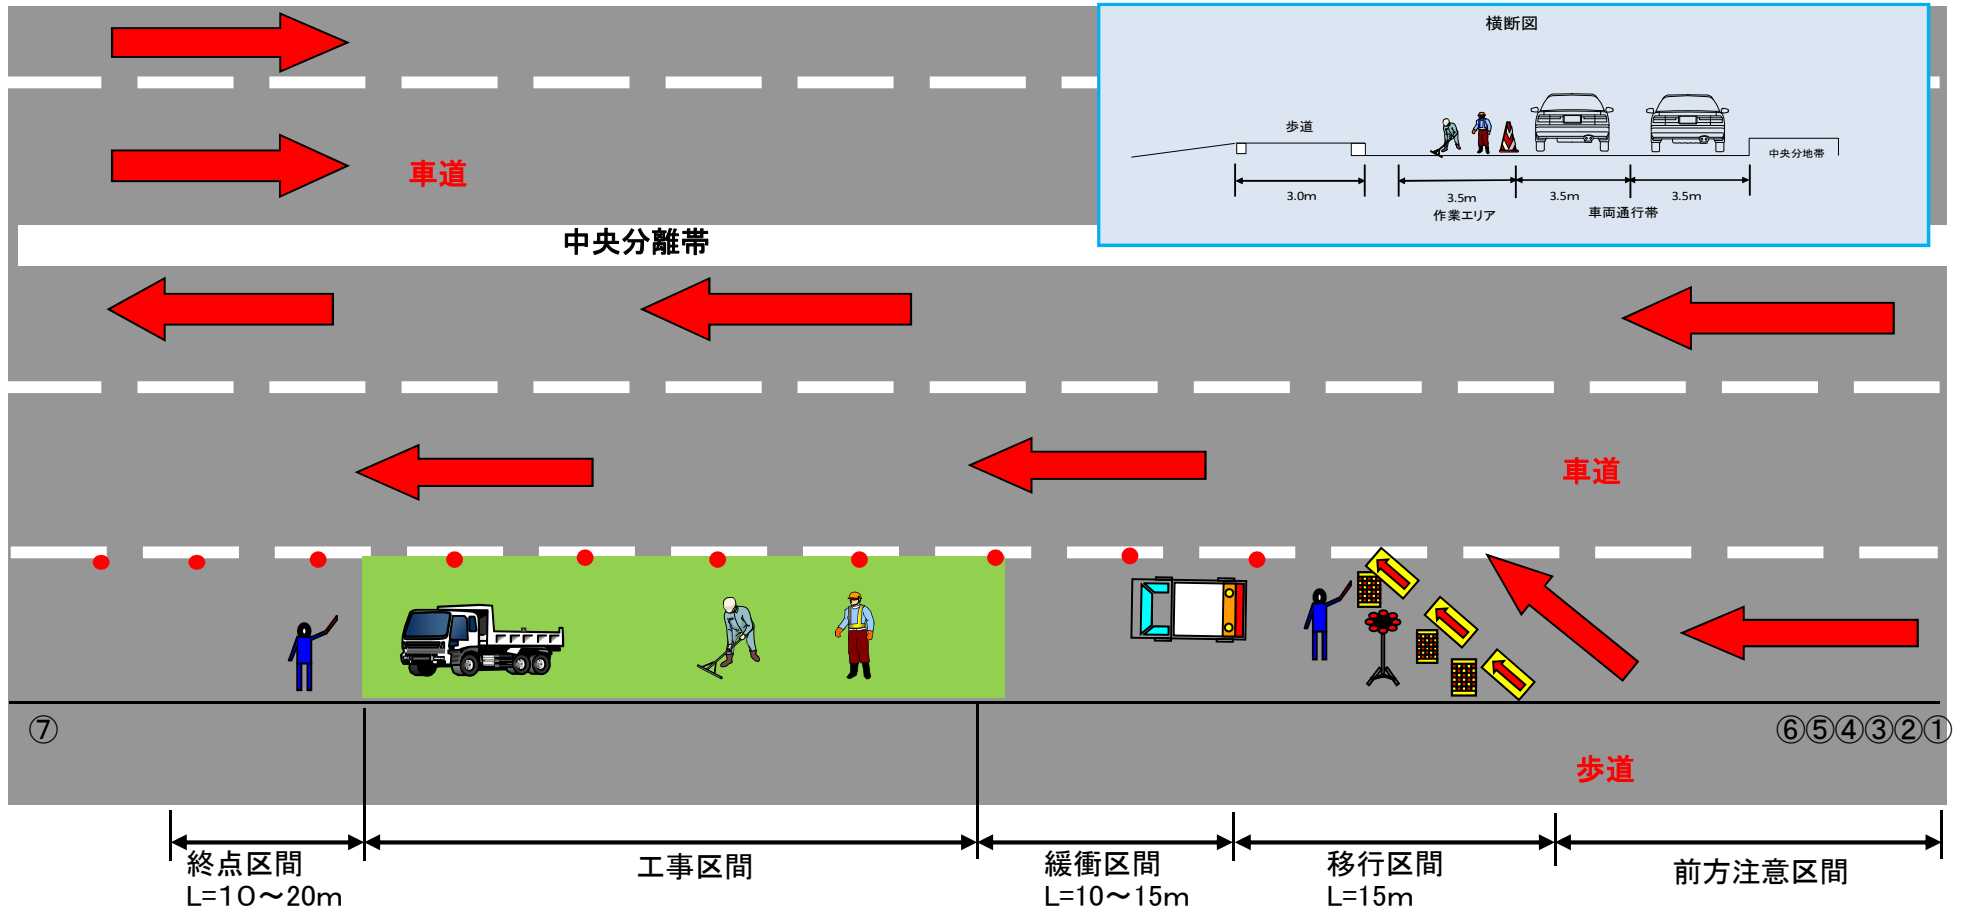 横断図
歩道
中央分地帯
3.0m
3.5m
3.5m
3.5m
作業エリア
車両通行帯
車道
中央分離帯
車道
⑦
⑥⑤④③②①
歩道
終点区間
L=10～20m
工事区間
緩衝区間
L=10～15m
移行区間
L=15m
前方注意区間